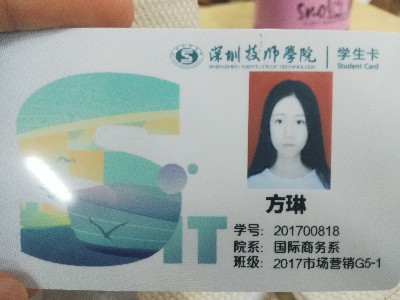 深圳技师学院 学生卡
SHENZHEN INSTITUTE OF TECHNOLOGY Student Card
SIT
方琳
学号: 201700818
院系: 国际商务系
班级: 2017市场营销G5-1